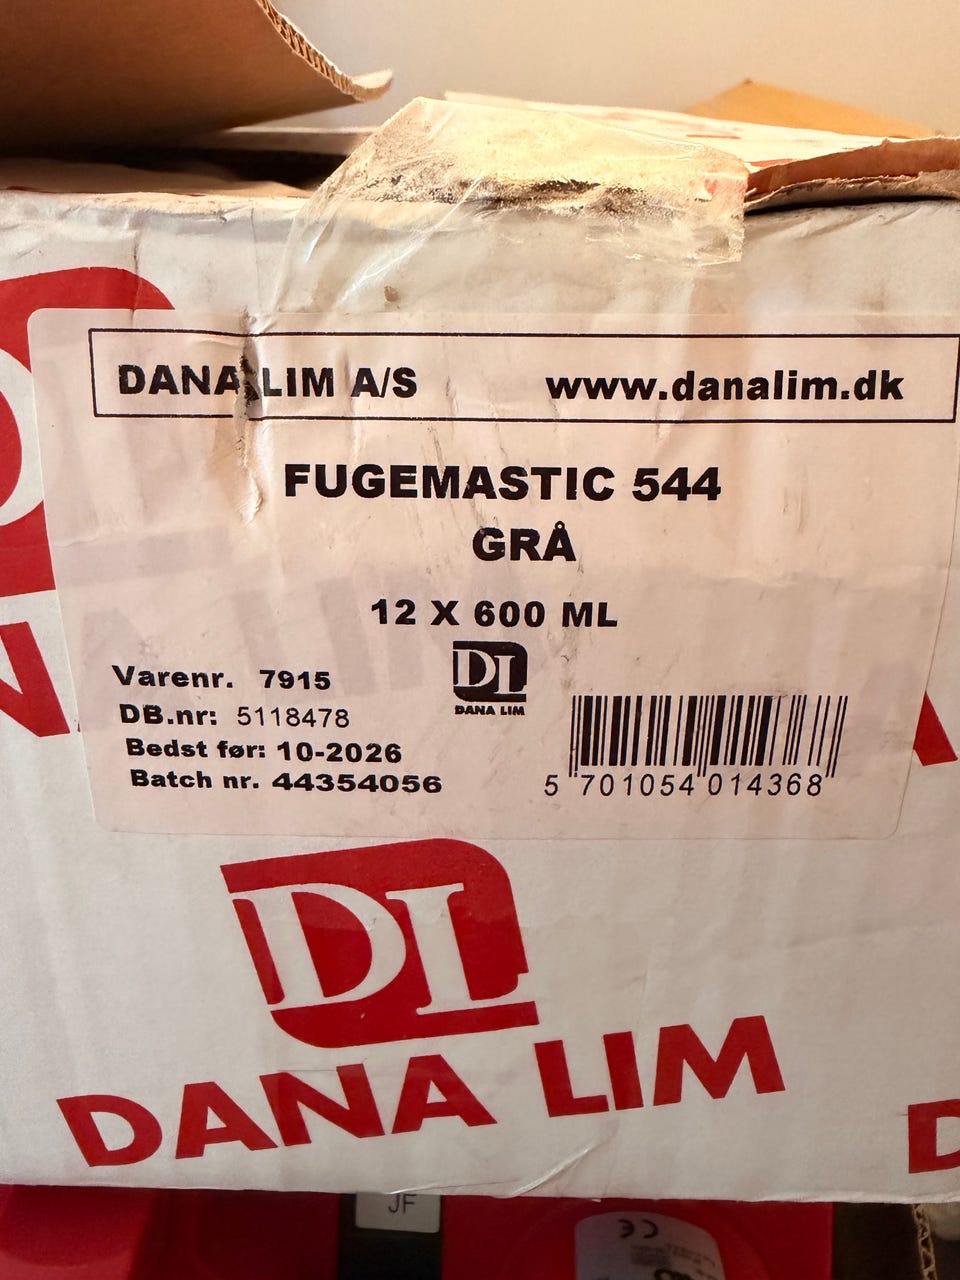 DANA LIM A/S www.danalim.dk
FUGEMASTIC 544
GRÅ
12 X 600 ML
Varenr. 7915
DB.nr: 5118478
Bedst før: 10-2026
Batch nr. 44354056
DL
DANA LIM
5 701054 014368
DL
DANA LIM
JF
CE